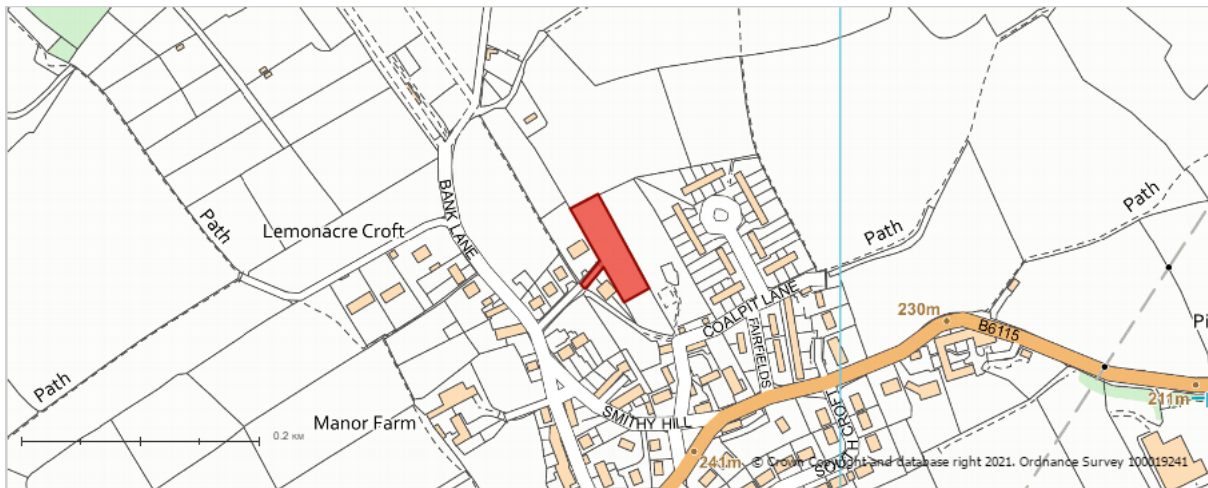 Path
Lemonacre Croft
BANK LANE
Path
Path
COALPIT LANE
FAIRFIELDS
230m
B6115
Path
Manor Farm
SMITHY HILL
211m
0.2 KM
241m
© Crown Copyright and database right 2021. Ordnance Survey 100019241